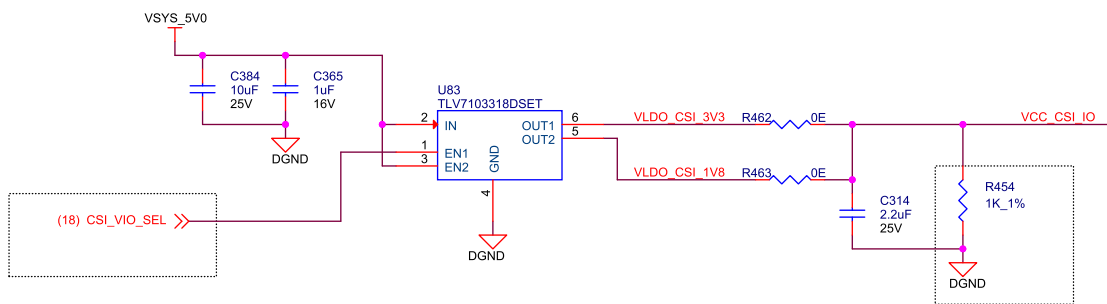 VSYS_5V0
C384
10uF
25V
C365
1uF
16V
DGND
U83
TLV7103318DSET
2 IN
1 EN1
3 EN2
GND
4
OUT1 6
OUT2 5
DGND
(18) CSI_VIO_SEL
VLDO_CSI_3V3
R462 0E
VCC_CSI_IO
VLDO_CSI_1V8
R463 0E
C314
2.2uF
25V
R454
1K_1%
DGND